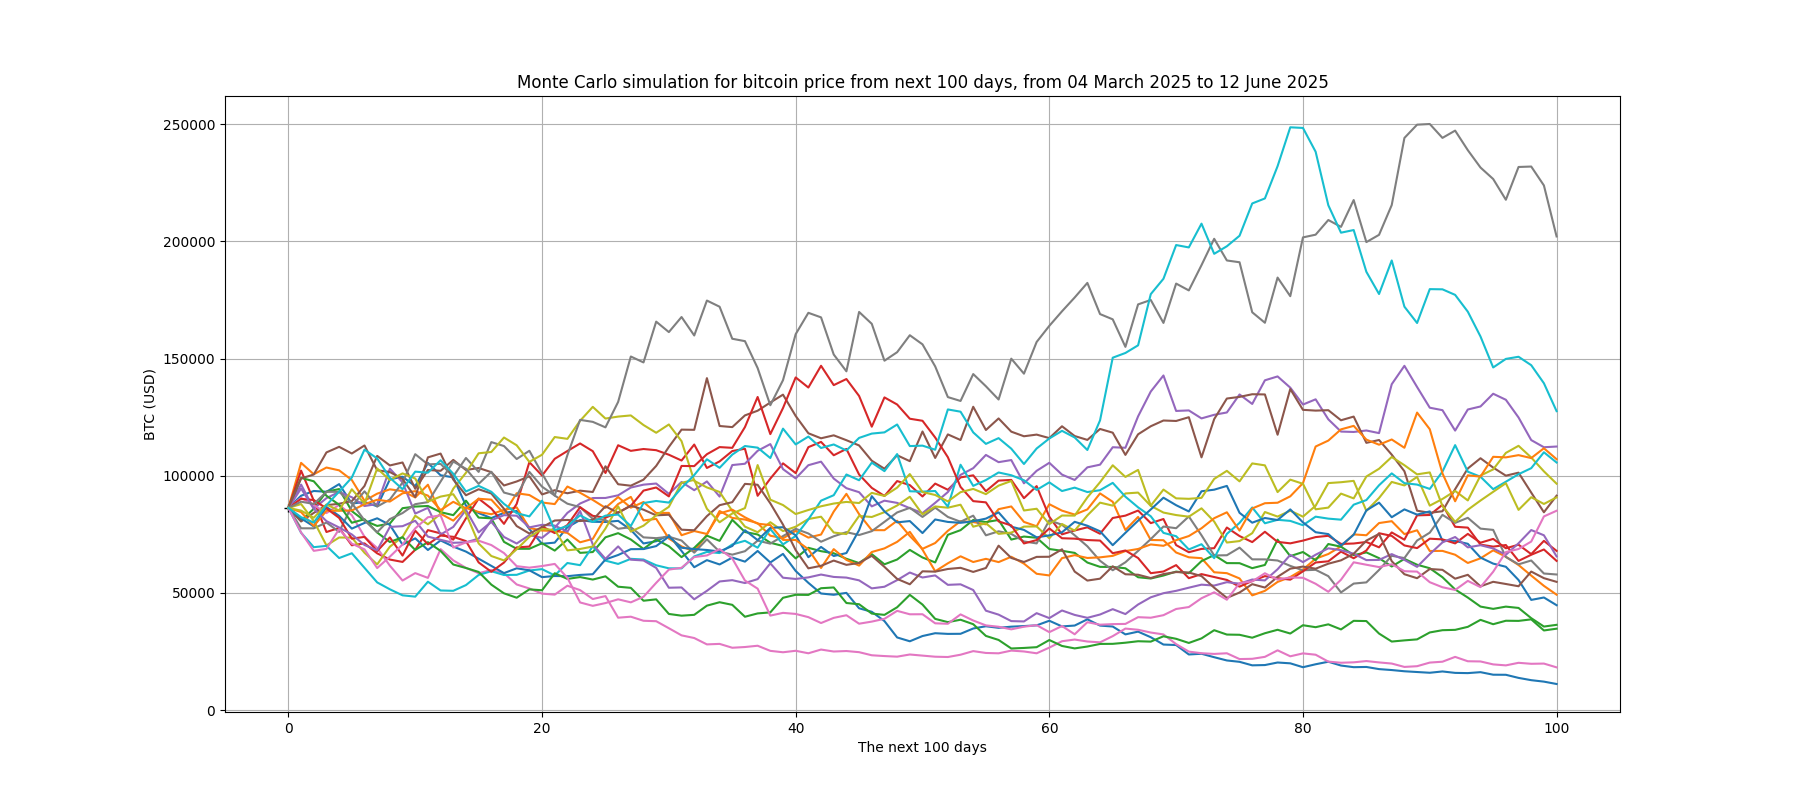 Monte Carlo simulation for bitcoin price from next 100 days, from 04 March 2025 to 12 June 2025
250000
200000
150000
100000
50000
0
BTC (USD)
0 20 40 60 80 100
The next 100 days